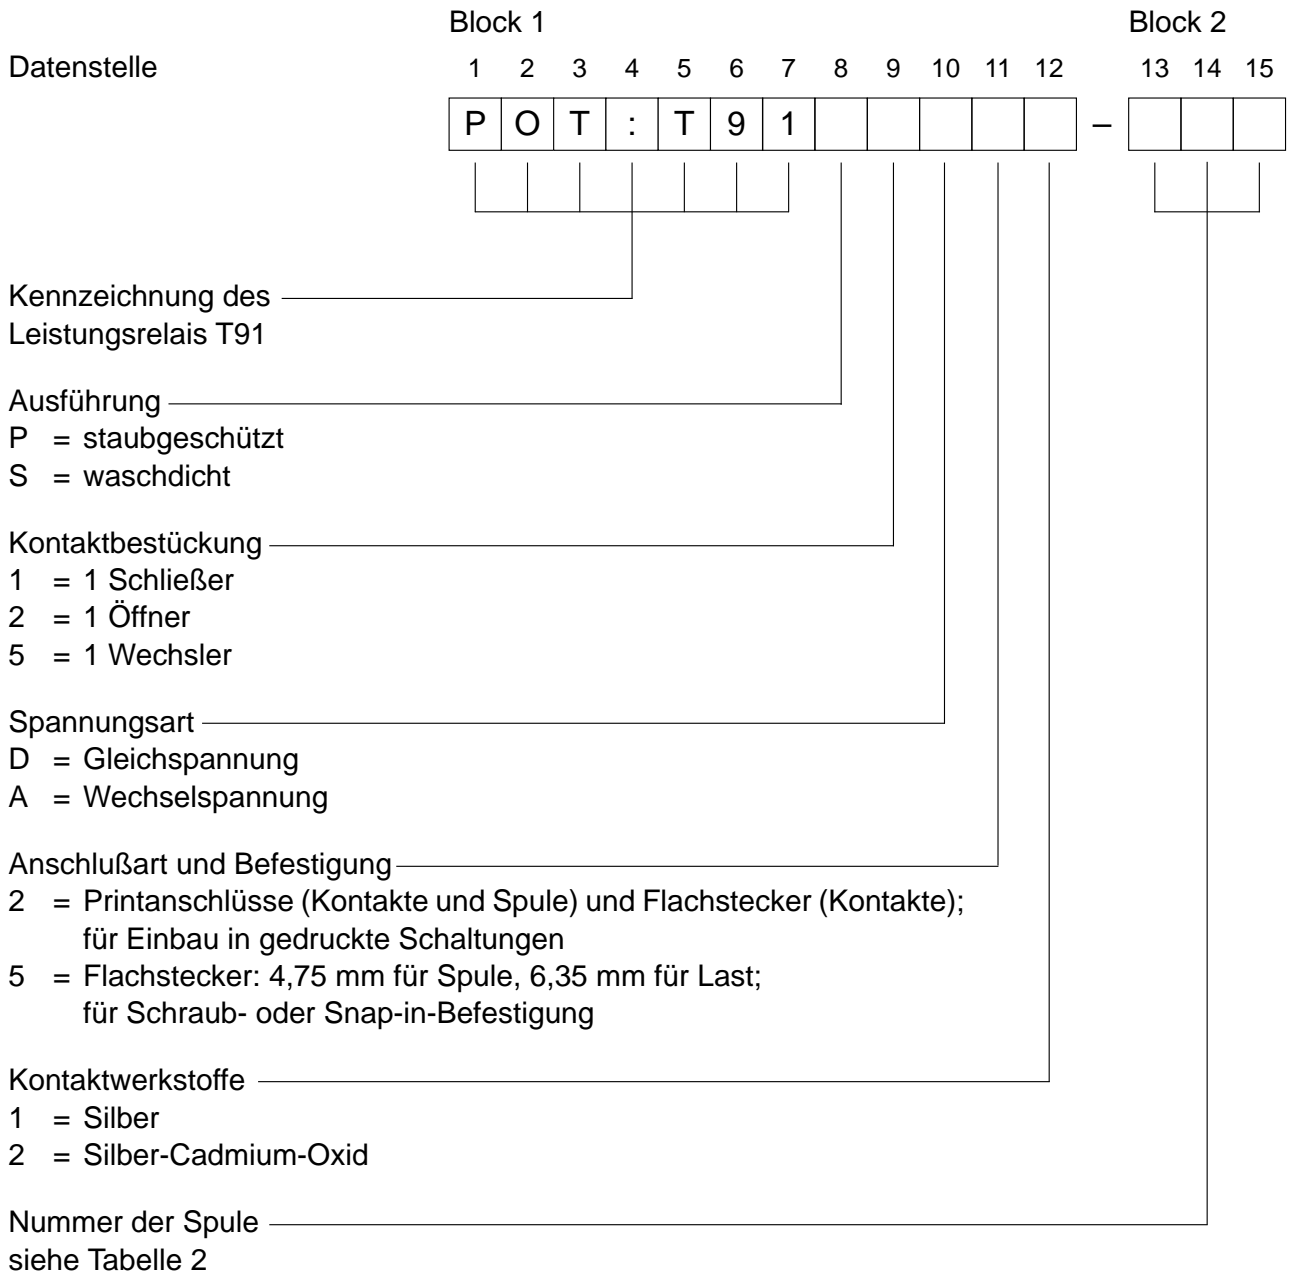 Block 1 Block 2
Datenstelle 1 2 3 4 5 6 7 8 9 10 11 12 13 14 15
P O T : T 9 1 –
Kennzeichnung des
Leistungsrelais T91
Ausführung
P = staubgeschützt
S = waschdicht
Kontaktbestückung
1 = 1 Schließer
2 = 1 Öffner
5 = 1 Wechsler
Spannungsart
D = Gleichspannung
A = Wechselspannung
Anschlußart und Befestigung
2 = Printanschlüsse (Kontakte und Spule) und Flachstecker (Kontakte);
für Einbau in gedruckte Schaltungen
5 = Flachstecker: 4,75 mm für Spule, 6,35 mm für Last;
für Schraub- oder Snap-in-Befestigung
Kontaktwerkstoffe
1 = Silber
2 = Silber-Cadmium-Oxid
Nummer der Spule
siehe Tabelle 2